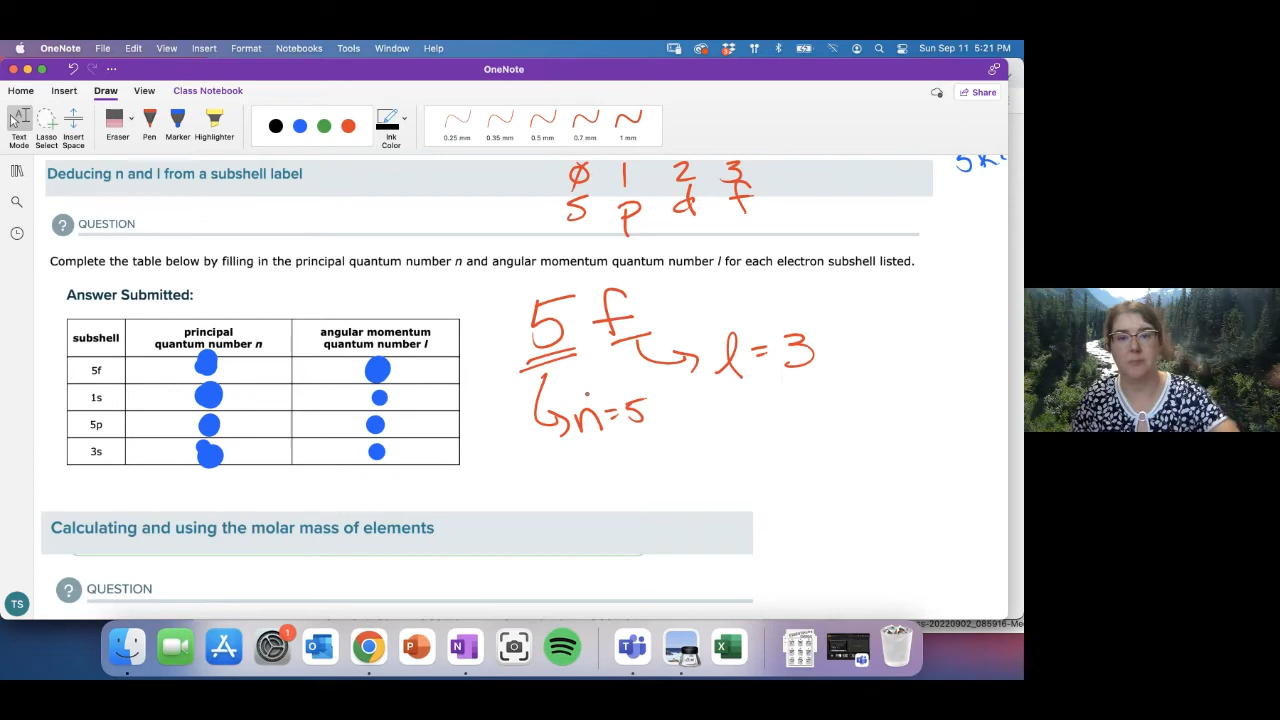 OneNote File Edit View Insert Format Notebooks Tools Window Help Sun Sep 11 5:21 PM
OneNote
Home Insert Draw View Class Notebook Share
Text Mode Lasso Select Insert Space Eraser Pen Marker Highlighter Ink Color 0.25 mm 0.35 mm 0.5 mm 0.7 mm 1 mm
0 1 2 3
s p d f
Deducing n and l from a subshell label
? QUESTION
Complete the table below by filling in the principal quantum number n and angular momentum quantum number l for each electron subshell listed.
Answer Submitted:
subshell principal quantum number n angular momentum quantum number l
5f
1s
5p
3s
5 f
l = 3
n = 5
Calculating and using the molar mass of elements
? QUESTION
TS
1